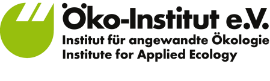 Öko-Institut e.V.
Institut für angewandte Ökologie
Institute for Applied Ecology